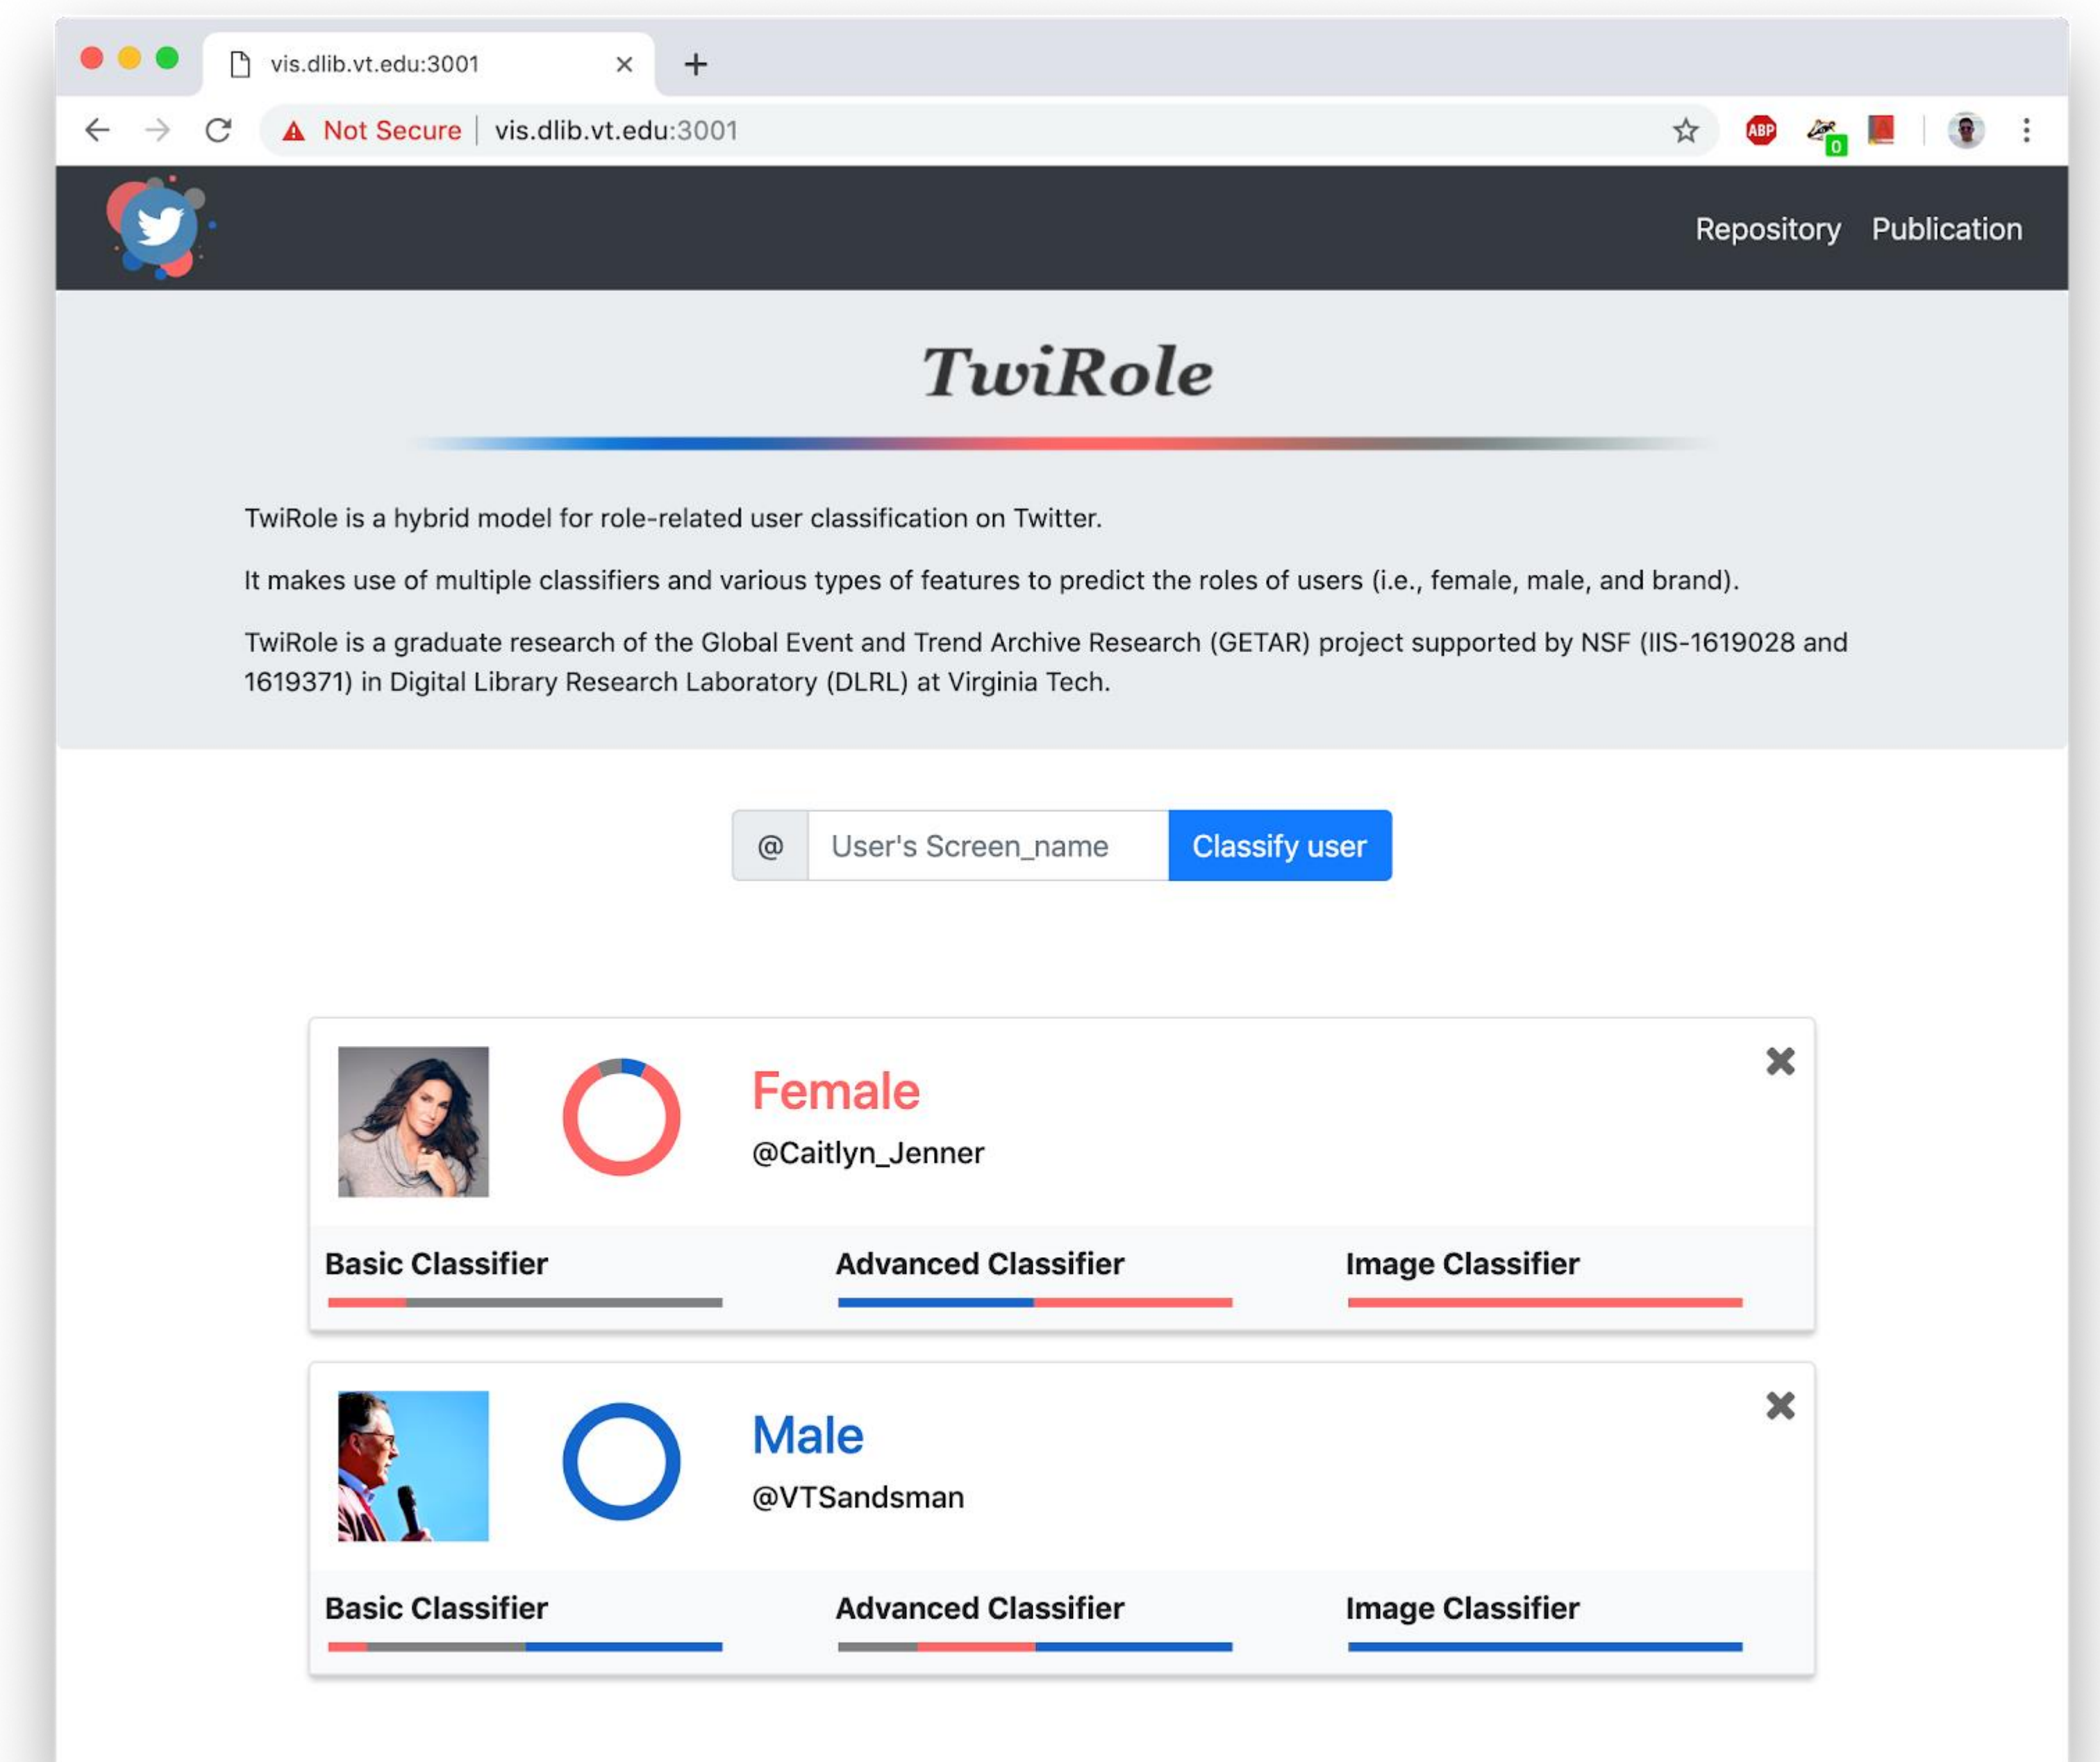 vis.dlib.vt.edu:3001
Not Secure vis.dlib.vt.edu:3001
ABP
0
Repository Publication
TwiRole
TwiRole is a hybrid model for role-related user classification on Twitter.
It makes use of multiple classifiers and various types of features to predict the roles of users (i.e., female, male, and brand).
TwiRole is a graduate research of the Global Event and Trend Archive Research (GETAR) project supported by NSF (IIS-1619028 and
1619371) in Digital Library Research Laboratory (DLRL) at Virginia Tech.
@ User's Screen_name Classify user
Female
@Caitlyn_Jenner
Basic Classifier Advanced Classifier Image Classifier
Male
@VTSandsman
Basic Classifier Advanced Classifier Image Classifier